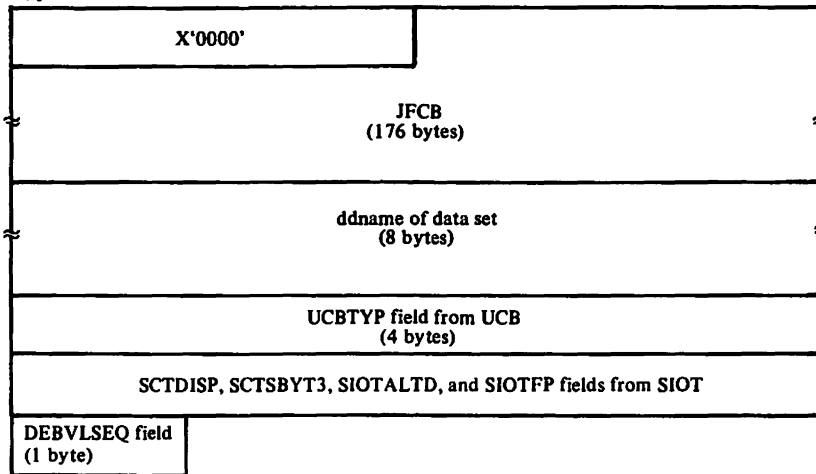 X‘0000’
JFCB
(176 bytes)
ddname of data set
(8 bytes)
UCBTYP field from UCB
(4 bytes)
SCTDISP, SCTSBYT3, SIOTALTD, and SIOTFP fields from SIOT
DEBVLSEQ field
(1 byte)